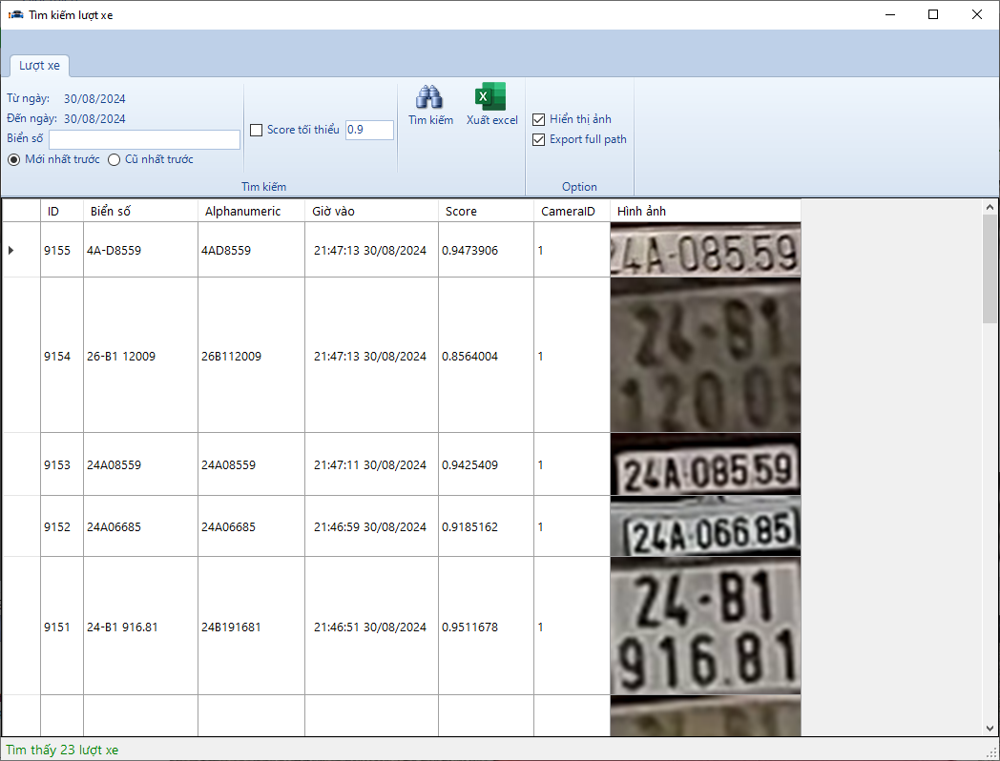 Tìm kiếm lượt xe
Lượt xe
Từ ngày: 30/08/2024
Đến ngày: 30/08/2024
Biển số
Mới nhất trước Cũ nhất trước
Score tối thiểu 0.9
Tìm kiếm Xuất excel
Hiển thị ảnh
Export full path
Tìm kiếm Option
ID Biển số Alphanumeric Giờ vào Score CameraID Hình ảnh
9155 4A-D8559 4AD8559 21:47:13 30/08/2024 0.9473906 1 24A-085.59
9154 26-B1 12009 26B112009 21:47:13 30/08/2024 0.8564004 1 24-B1
120 09
9153 24A08559 24A08559 21:47:11 30/08/2024 0.9425409 1 24A-085.59
9152 24A06685 24A06685 21:46:59 30/08/2024 0.9185162 1 24A-066.85
9151 24-B1 916.81 24B191681 21:46:51 30/08/2024 0.9511678 1 24-B1
916.81
Tìm thấy 23 lượt xe